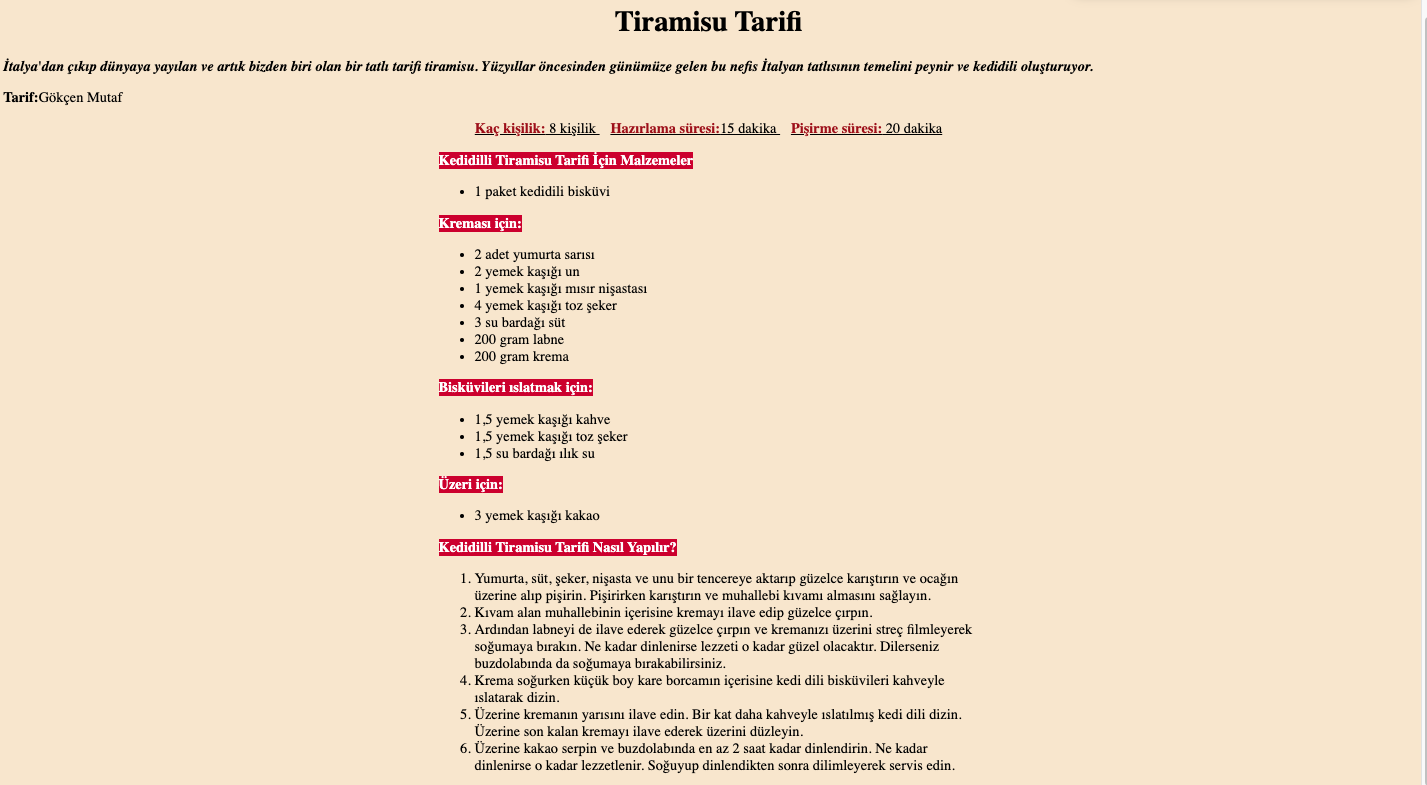 Tiramisu Tarifi
İtalya'dan çıkıp dünyaya yayılan ve artık bizden biri olan bir tatlı tarifi tiramisu. Yüzyıllar öncesinden günümüze gelen bu nefis İtalyan tatlısının temelini peynir ve kedidili oluşturuyor.
Tarif:Gökçen Mutaf
Kaç kişilik: 8 kişilik Hazırlama süresi:15 dakika Pişirme süresi: 20 dakika
Kedidilli Tiramisu Tarifi İçin Malzemeler
• 1 paket kedidili bisküvi
Kreması için:
• 2 adet yumurta sarısı
• 2 yemek kaşığı un
• 1 yemek kaşığı mısır nişastası
• 4 yemek kaşığı toz şeker
• 3 su bardağı süt
• 200 gram labne
• 200 gram krema
Bisküvileri ıslatmak için:
• 1,5 yemek kaşığı kahve
• 1,5 yemek kaşığı toz şeker
• 1,5 su bardağı ılık su
Üzeri için:
• 3 yemek kaşığı kakao
Kedidilli Tiramisu Tarifi Nasıl Yapılır?
1. Yumurta, süt, şeker, nişasta ve unu bir tencereye aktarıp güzelce karıştırın ve ocağın
üzerine alıp pişirin. Pişirirken karıştırın ve muhallebi kıvamı almasını sağlayın.
2. Kıvam alan muhallebinin içerisine kremayı ilave edip güzelce çırpın.
3. Ardından labneyi de ilave ederek güzelce çırpın ve kremanızı üzerini streç filmleyerek
soğumaya bırakın. Ne kadar dinlenirse lezzeti o kadar güzel olacaktır. Dilerseniz
buzdolabında da soğumaya bırakabilirsiniz.
4. Krema soğurken küçük boy kare borcamın içerisine kedi dili bisküvileri kahveyle
ıslatarak dizin.
5. Üzerine kremanın yarısını ilave edin. Bir kat daha kahveyle ıslatılmış kedi dili dizin.
Üzerine son kalan kremayı ilave ederek üzerini düzleyin.
6. Üzerine kakao serpin ve buzdolabında en az 2 saat kadar dinlendirin. Ne kadar
dinlenirse o kadar lezzetlenir. Soğuyup dinlendikten sonra dilimleyerek servis edin.